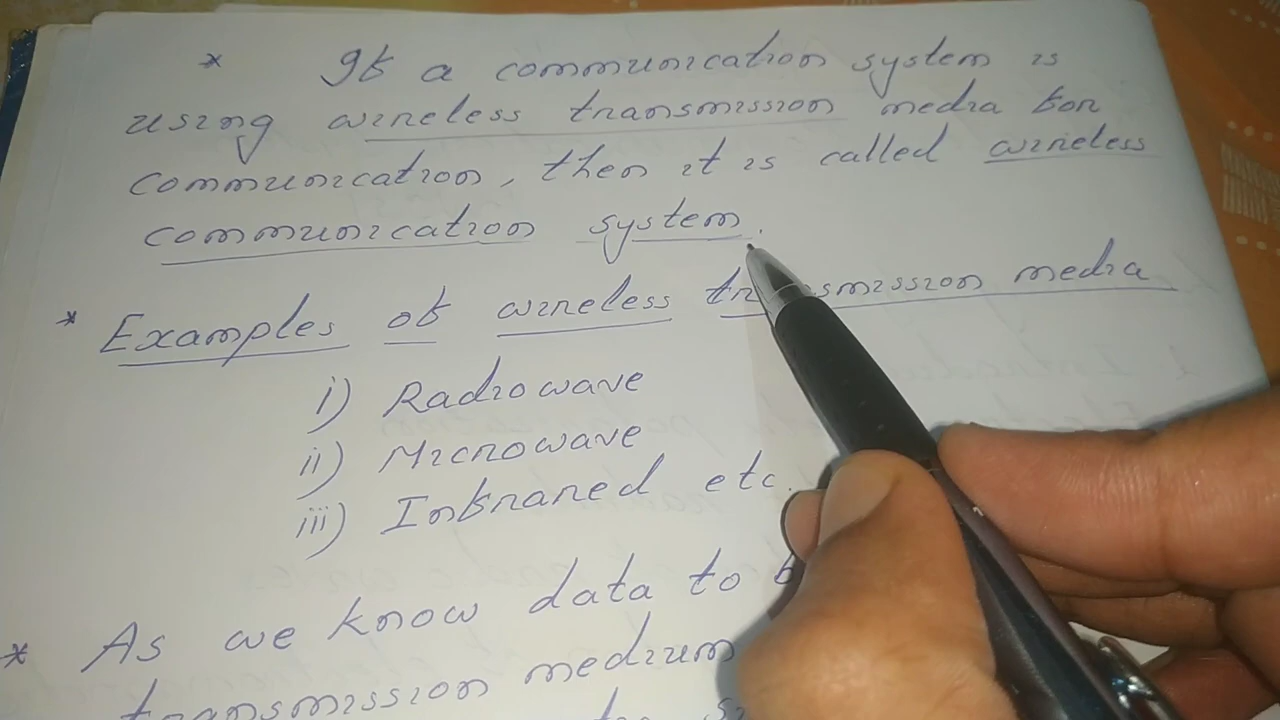 * If a communication system is
using wireless transmission media for
communication, then it is called wireless
communication system.
* Examples of wireless transmission media
i) Radiowave
ii) Microwave
iii) Infrared etc.
* As we know data to
transmission medium